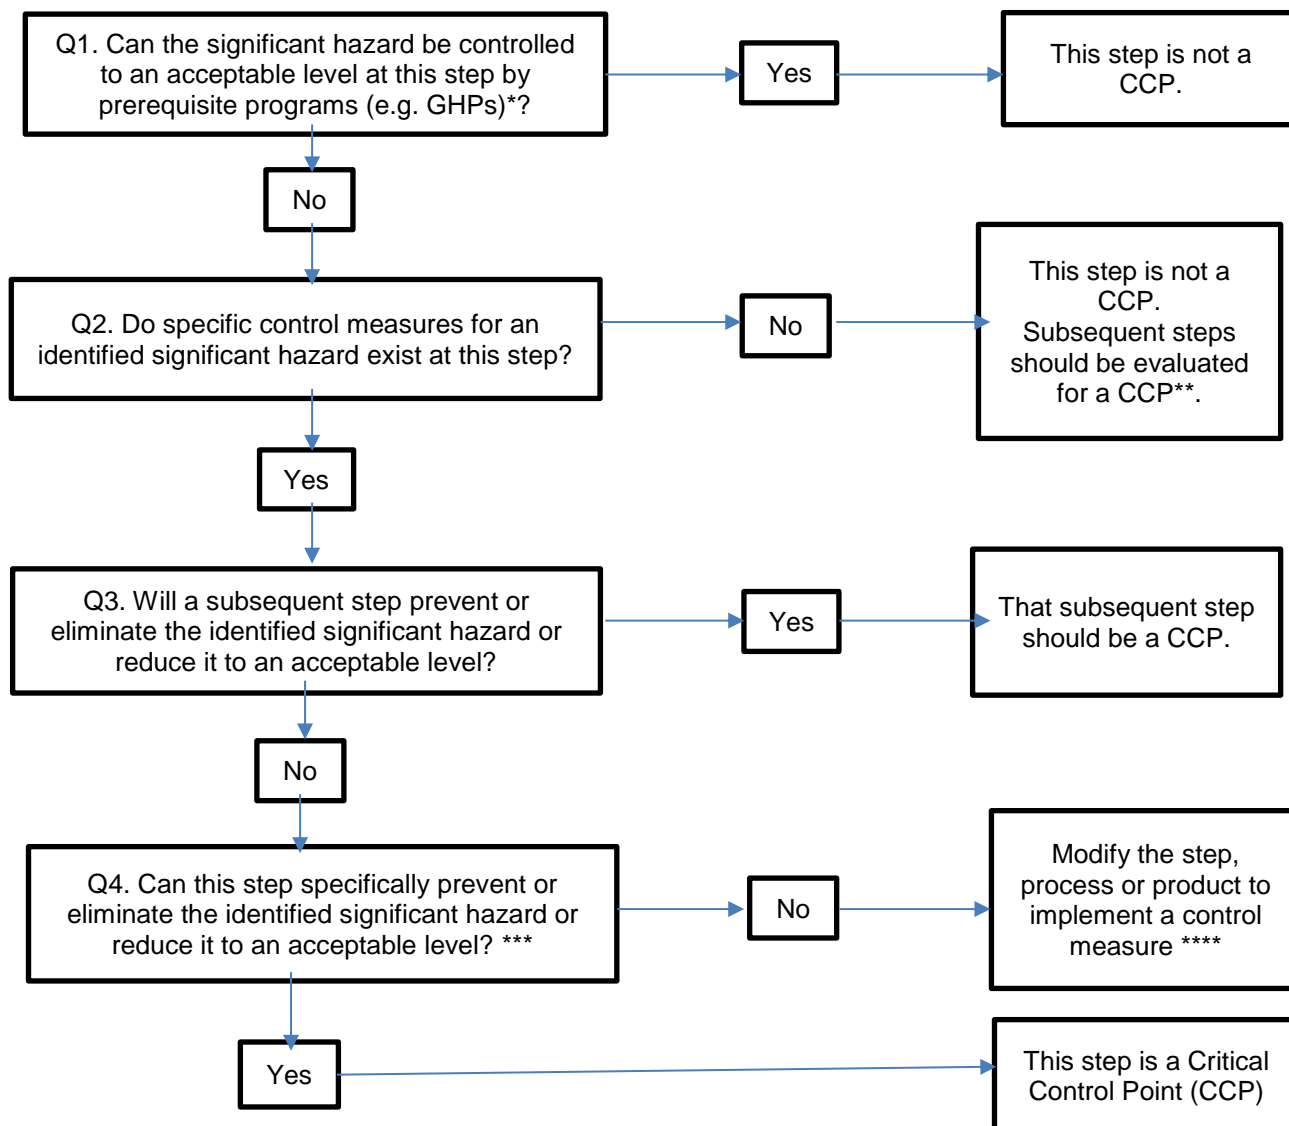 Q1. Can the significant hazard be controlled
to an acceptable level at this step by
prerequisite programs (e.g. GHPs)*?
Yes
This step is not a
CCP.
No
Q2. Do specific control measures for an
identified significant hazard exist at this step?
No
This step is not a
CCP.
Subsequent steps
should be evaluated
for a CCP**.
Yes
Q3. Will a subsequent step prevent or
eliminate the identified significant hazard or
reduce it to an acceptable level?
Yes
That subsequent step
should be a CCP.
No
Q4. Can this step specifically prevent or
eliminate the identified significant hazard or
reduce it to an acceptable level? ***
No
Modify the step,
process or product to
implement a control
measure ****
Yes
This step is a Critical
Control Point (CCP)